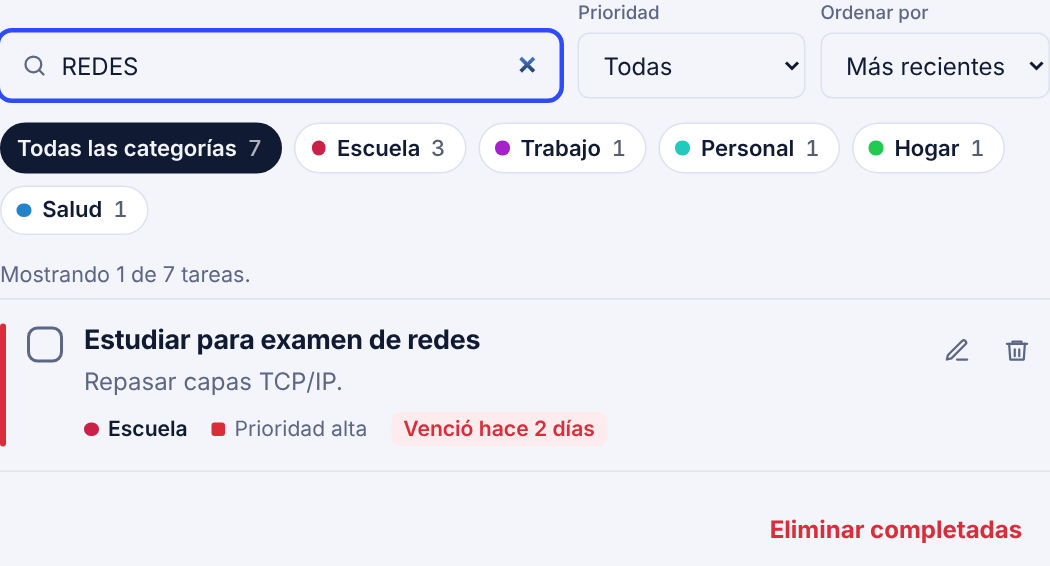 Prioridad
Ordenar por
REDES
Todas
Más recientes
Todas las categorías 7
Escuela 3
Trabajo 1
Personal 1
Hogar 1
Salud 1
Mostrando 1 de 7 tareas.
Estudiar para examen de redes
Repasar capas TCP/IP.
Escuela
Prioridad alta
Venció hace 2 días
Eliminar completadas